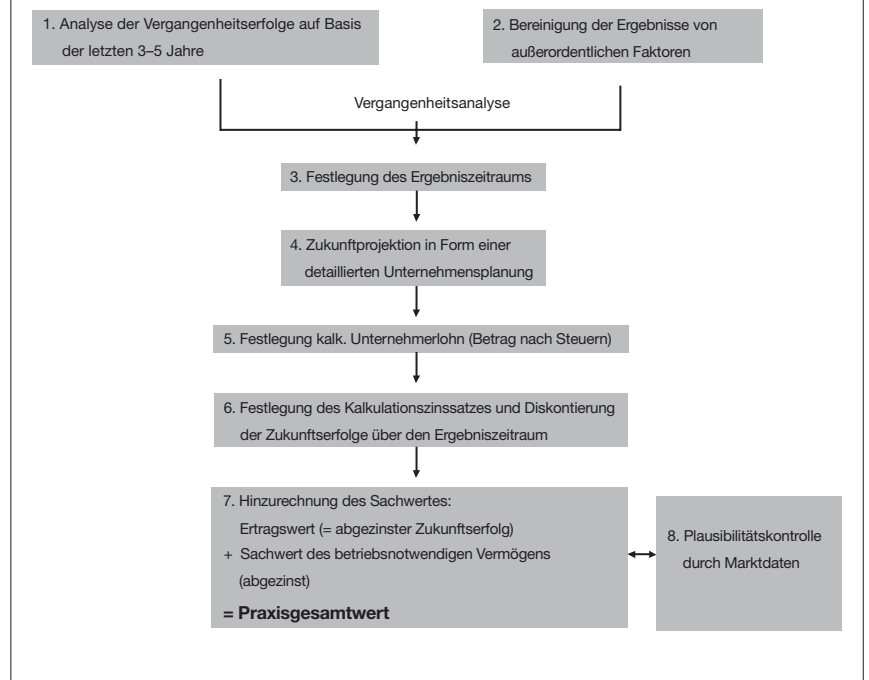 1. Analyse der Vergangenheitserfolge auf Basis
der letzten 3–5 Jahre
2. Bereinigung der Ergebnisse von
außerordentlichen Faktoren
Vergangenheitsanalyse
3. Festlegung des Ergebniszeitraums
4. Zukunftprojektion in Form einer
detaillierten Unternehmensplanung
5. Festlegung kalk. Unternehmerlohn (Betrag nach Steuern)
6. Festlegung des Kalkulationszinssatzes und Diskontierung
der Zukunftserfolge über den Ergebniszeitraum
7. Hinzurechnung des Sachwertes:
Ertragswert (= abgezinster Zukunftserfolg)
+ Sachwert des betriebsnotwendigen Vermögens
(abgezinst)
= Praxisgesamtwert
8. Plausibilitätskontrolle
durch Marktdaten